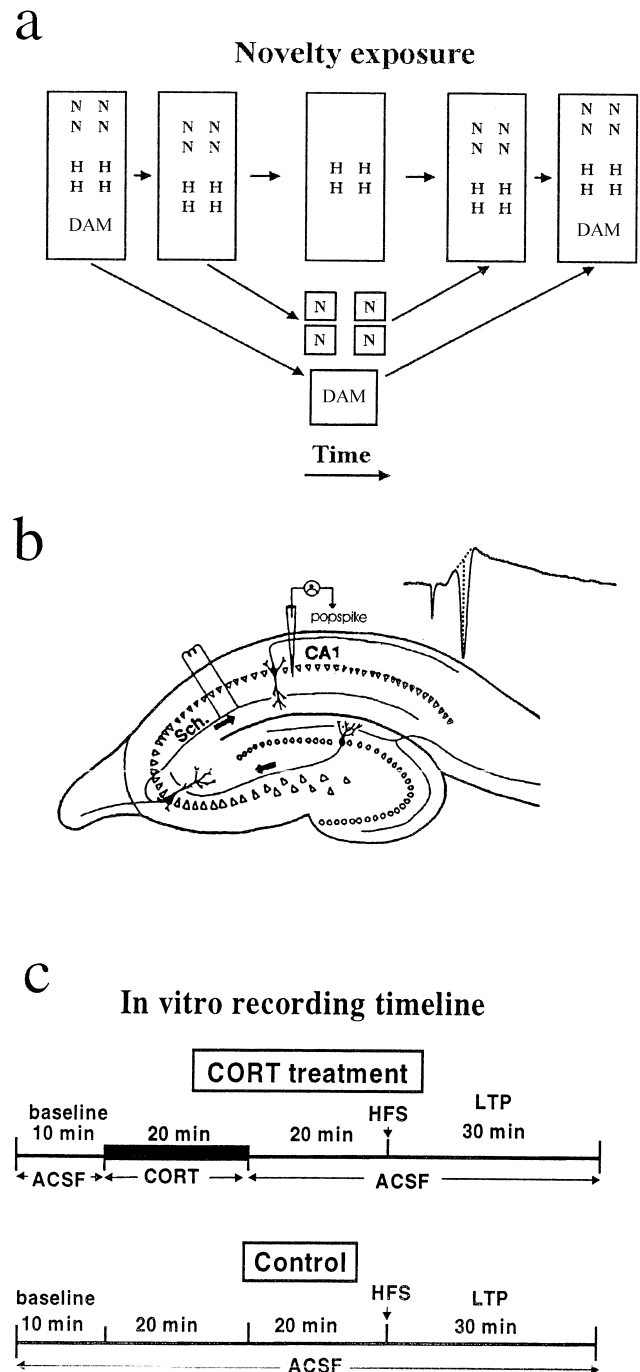 a
Novelty exposure
N N
N N
H H
H H
DAM
N N
N N
H H
H H
H H
H H
N N
N N
H H
H H
N N
N N
H H
H H
DAM
N N
N N
DAM
Time
b
popspike
CA1
Sch.
c
In vitro recording timeline
CORT treatment
baseline
10 min 20 min 20 min HFS LTP 30 min
ACSF CORT ACSF
Control
baseline
10 min 20 min 20 min HFS LTP 30 min
ACSF